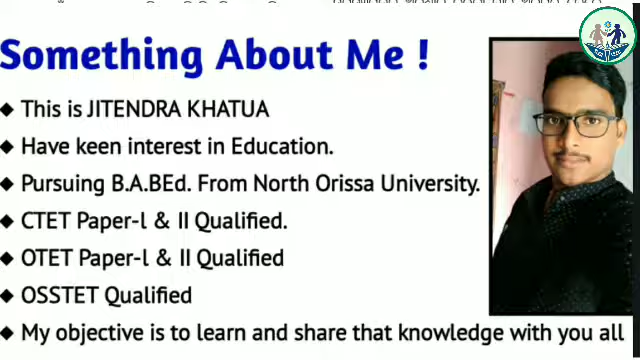 Something About Me !
◆ This is JITENDRA KHATUA
◆ Have keen interest in Education.
◆ Pursuing B.A.BEd. From North Orissa University.
◆ CTET Paper-l & II Qualified.
◆ OTET Paper-l & II Qualified
◆ OSSTET Qualified
◆ My objective is to learn and share that knowledge with you all